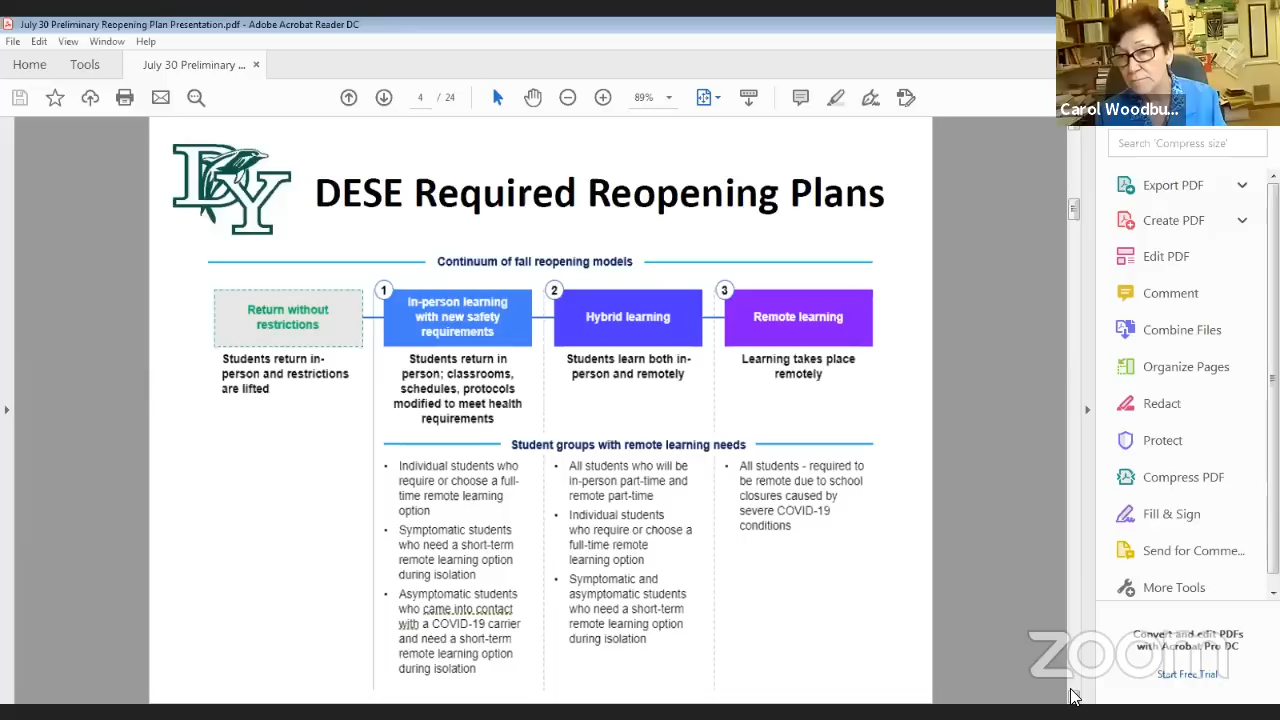 July 30 Preliminary Reopening Plan Presentation.pdf - Adobe Acrobat Reader DC
File Edit View Window Help
Home Tools July 30 Preliminary ... ×
4 / 24 89%
Carol Woodbu...
Search 'Compress size'
Export PDF
Create PDF
Edit PDF
Comment
Combine Files
Organize Pages
Redact
Protect
Compress PDF
Fill & Sign
Send for Comme...
More Tools
Convert and edit PDFs
with Acrobat Pro DC
Start Free Trial
zoom
DY
DESE Required Reopening Plans
Continuum of fall reopening models
Return without
restrictions
Students return in-
person and restrictions
are lifted
1
In-person learning
with new safety
requirements
Students return in
person; classrooms,
schedules, protocols
modified to meet health
requirements
2
Hybrid learning
Students learn both in-
person and remotely
3
Remote learning
Learning takes place
remotely
Student groups with remote learning needs
• Individual students who
require or choose a full-
time remote learning
option
• Symptomatic students
who need a short-term
remote learning option
during isolation
• Asymptomatic students
who came into contact
with a COVID-19 carrier
and need a short-term
remote learning option
during isolation
• All students who will be
in-person part-time and
remote part-time
• Individual students
who require or choose a
full-time remote
learning option
• Symptomatic and
asymptomatic students
who need a short-term
remote learning option
during isolation
• All students - required to
be remote due to school
closures caused by
severe COVID-19
conditions